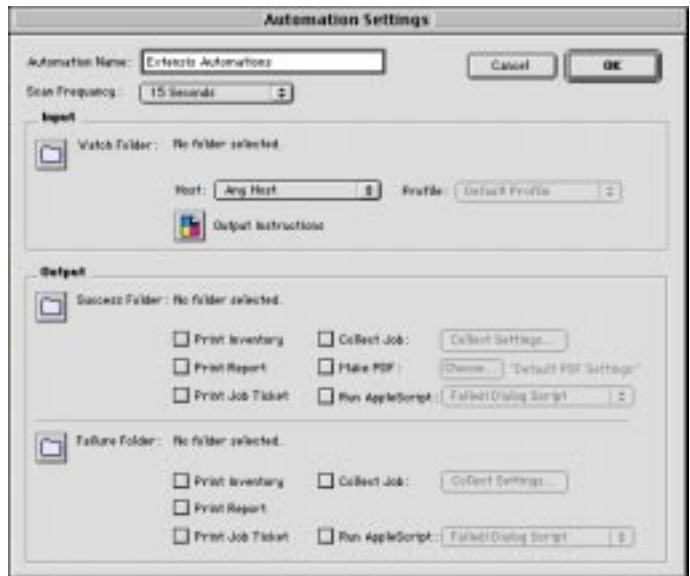 Automation Settings
Automation Name: Extensis Automations
Cancel
OK
Scan Frequency: 15 Seconds
Input
Watch Folder: No folder selected.
Host: Any Host
Profile: Default Profile
Output Instructions
Output
Success Folder: No folder selected.
Print Inventory
Collect Job:
Collect Settings...
Print Report
Make PDF:
Choose... "Default PDF Settings"
Print Job Ticket
Run AppleScript: Failed! Dialog Script
Failure Folder: No folder selected.
Print Inventory
Collect Job:
Collect Settings...
Print Report
Print Job Ticket
Run AppleScript: Failed! Dialog Script